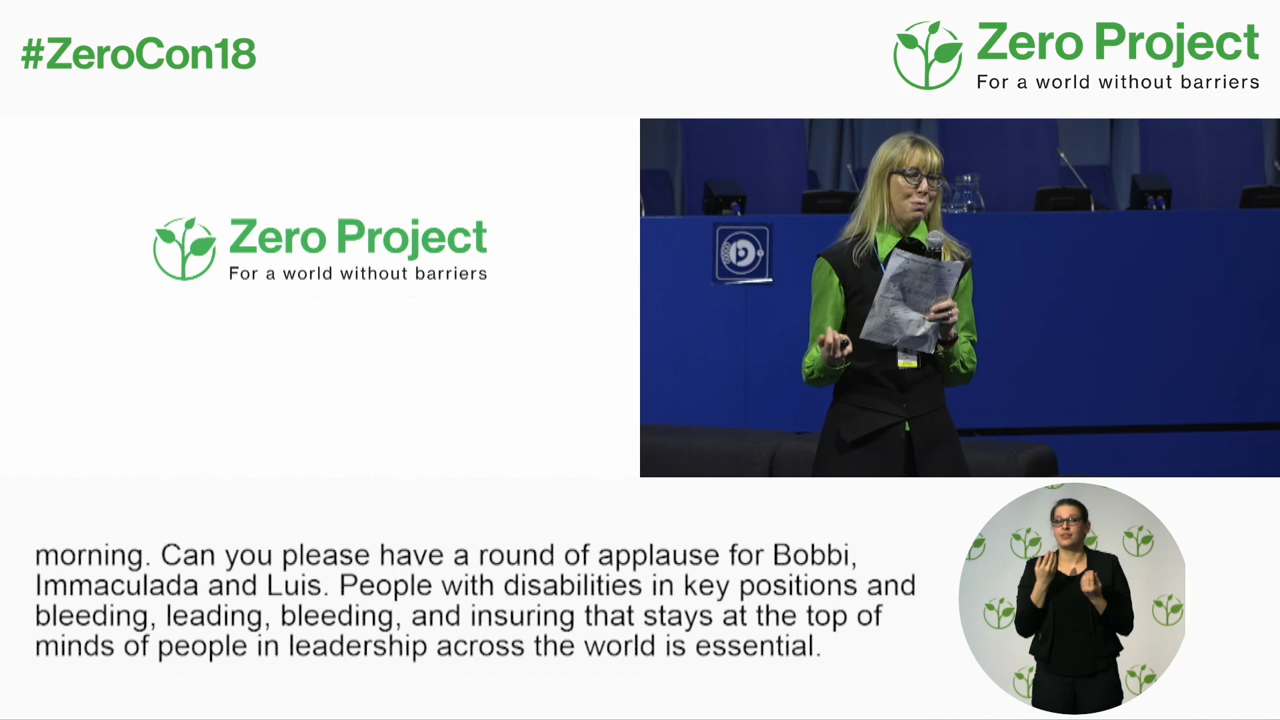 #ZeroCon18
Zero Project
For a world without barriers
Zero Project
For a world without barriers
morning. Can you please have a round of applause for Bobbi,
Immaculada and Luis. People with disabilities in key positions and
bleeding, leading, bleeding, and insuring that stays at the top of
minds of people in leadership across the world is essential.